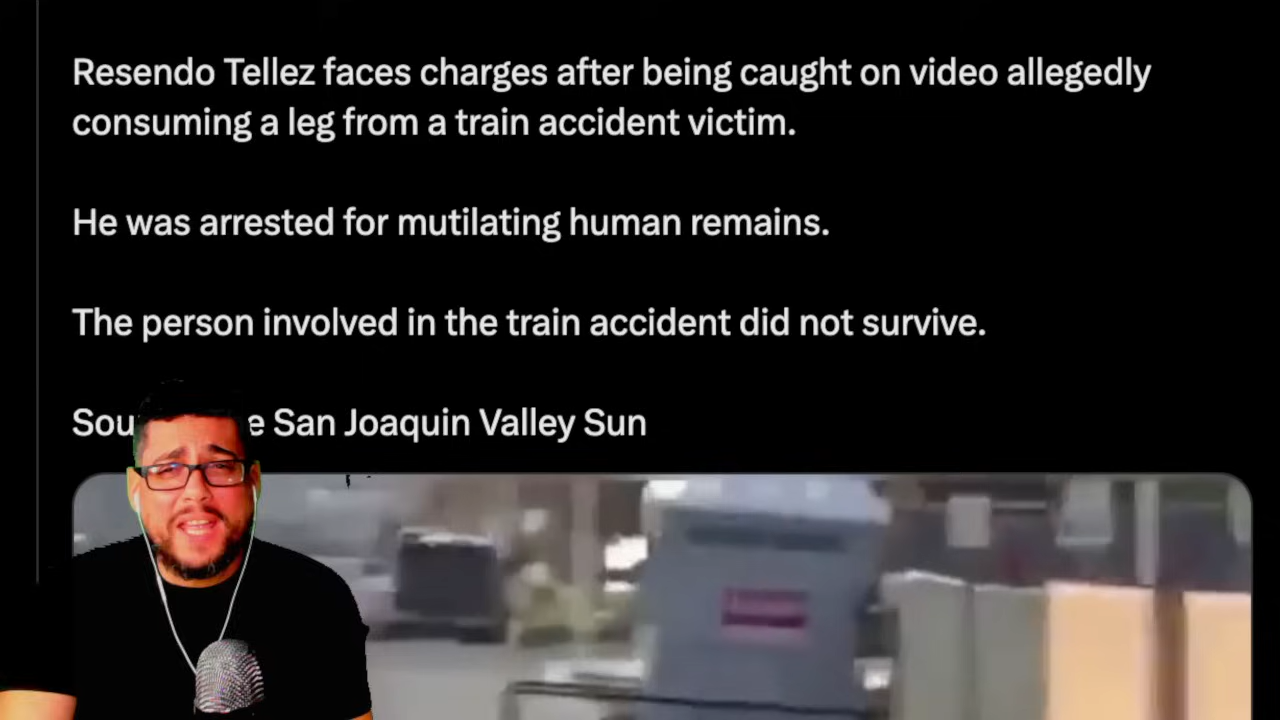 Resendo Tellez faces charges after being caught on video allegedly
consuming a leg from a train accident victim.
He was arrested for mutilating human remains.
The person involved in the train accident did not survive.
San Joaquin Valley Sun